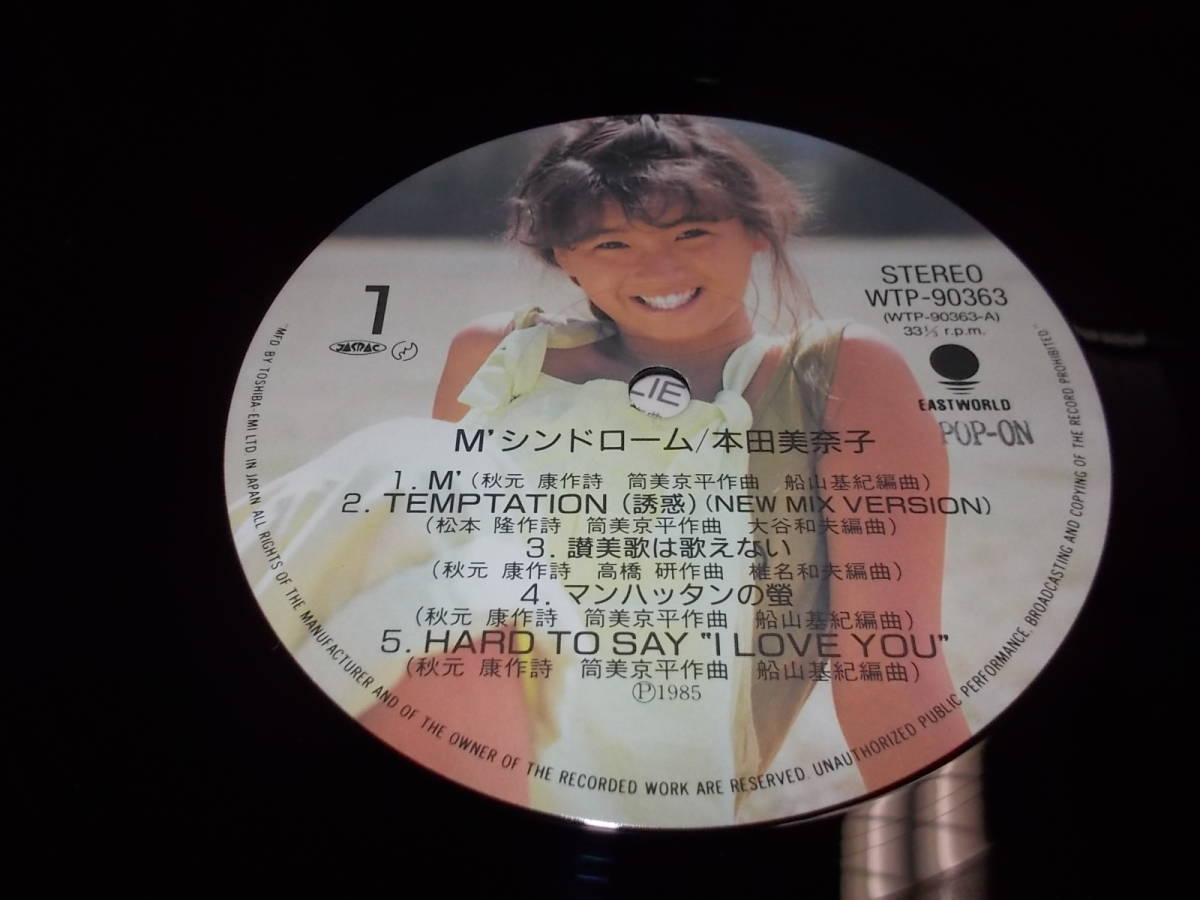 1
JASRAC
STEREO
WTP-90363
(WTP-90363-A)
33⅓ r.p.m.
EASTWORLD
POP-ON
LIE
M' シンドローム/本田美奈子
1. M' (秋元 康作詩 筒美京平作曲 船山基紀編曲)
2. TEMPTATION (誘惑) (NEW MIX VERSION)
(松本 隆作詩 筒美京平作曲 大谷和夫編曲)
3. 讃美歌は歌えない
(秋元 康作詩 高橋 研作曲 椎名和夫編曲)
4. マンハッタンの螢
(秋元 康作詩 筒美京平作曲 船山基紀編曲)
5. HARD TO SAY "I LOVE YOU"
(秋元 康作詩 筒美京平作曲 船山基紀編曲)
Ⓟ1985
"MFD BY TOSHIBA-EMI LTD. IN JAPAN ALL RIGHTS OF THE MANUFACTURER AND OF THE OWNER OF THE RECORDED WORK ARE RESERVED. UNAUTHORIZED PUBLIC PERFORMANCE, BROADCASTING AND COPYING OF THE RECORD PROHIBITED"